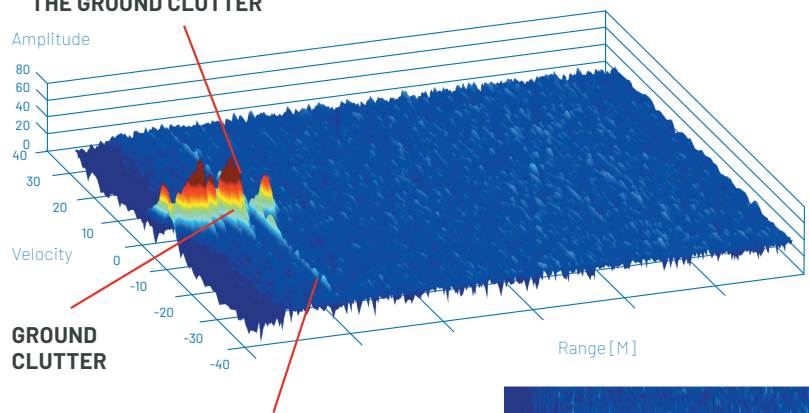 THE GROUND CLUTTER
Amplitude
80
60
40
20
0
40
30
20
10
0
-10
-20
-30
-40
Velocity
GROUND
CLUTTER
Range [M]